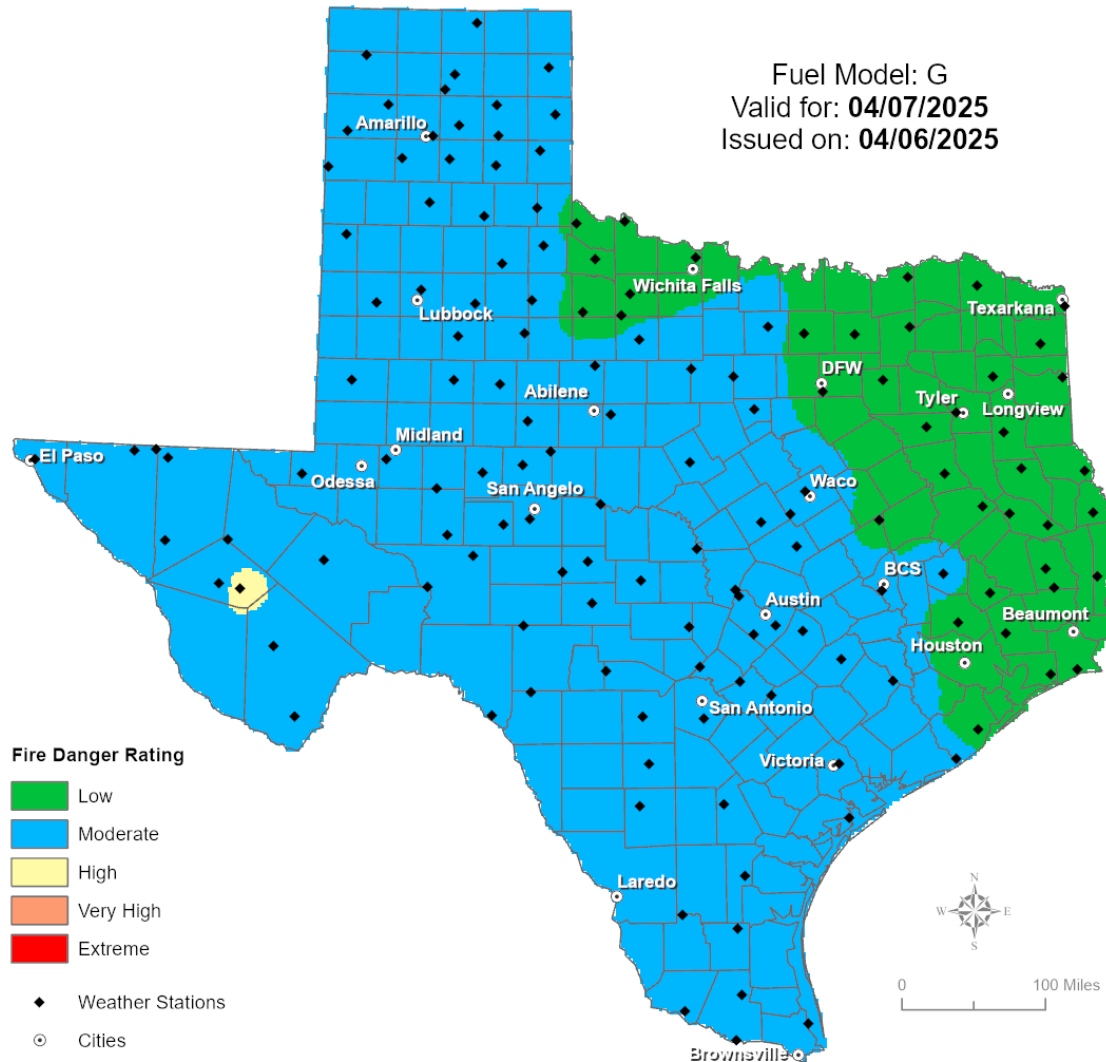 Fuel Model: G
Valid for: 04/07/2025
Issued on: 04/06/2025
Amarillo
Wichita Falls
Texarkana
Lubbock
DFW
Abilene
Tyler
Longview
Midland
El Paso
Odessa
San Angelo
Waco
BCS
Austin
Beaumont
Houston
San Antonio
Victoria
Fire Danger Rating
Low
Moderate
High
Very High
Extreme
Weather Stations
Cities
Laredo
Brownsville
N
W E
S
0 100 Miles